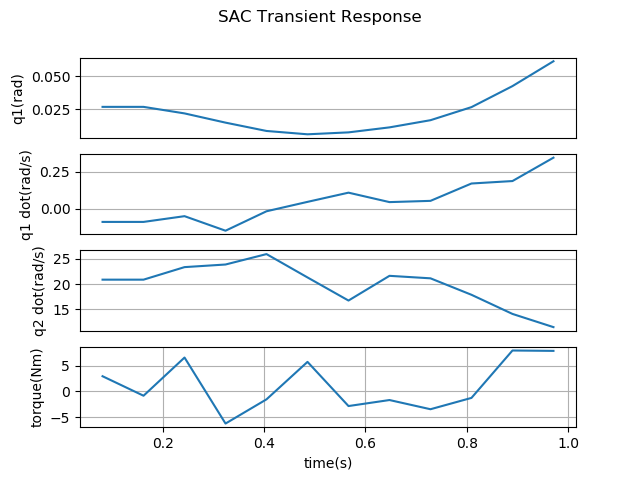 SAC Transient Response
q1(rad)
0.050
0.025
q1 dot(rad/s)
0.25
0.00
q2 dot(rad/s)
25
20
15
torque(Nm)
5
0
−5
0.2 0.4 0.6 0.8 1.0
time(s)